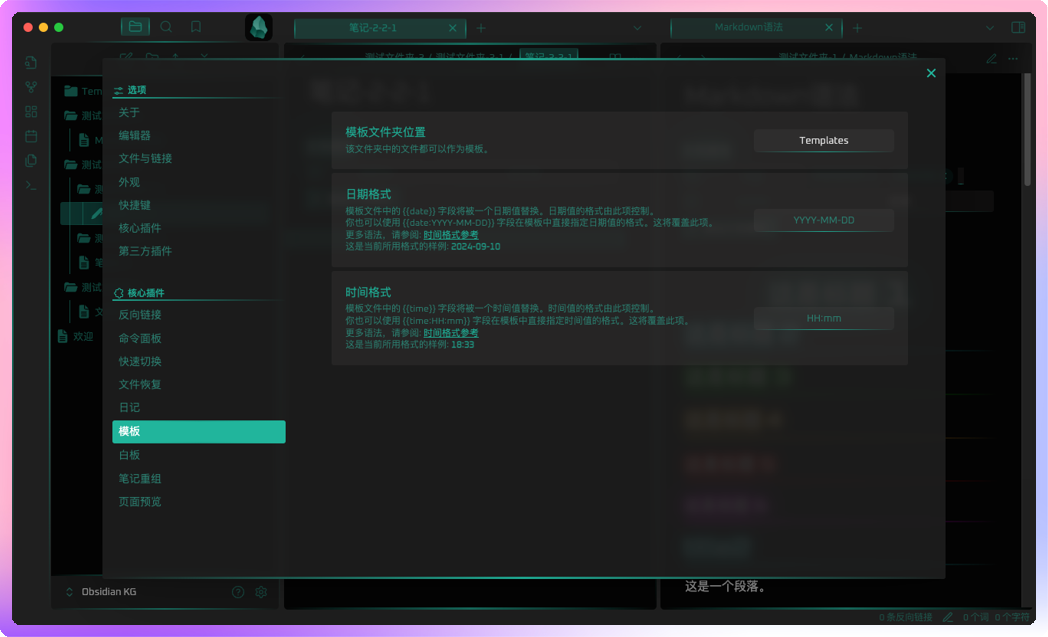 笔记-2-2-1
Markdown语法
测试文件夹-2 / 测试文件夹-2-1 / 笔记-2-2-1
测试文件夹-1 / Markdown语法
选项
关于
编辑器
文件与链接
外观
快捷键
核心插件
第三方插件
核心插件
反向链接
命令面板
快速切换
文件恢复
日记
模板
白板
笔记重组
页面预览
Tem
测试
M
测试
测
测
笔
测试
文
欢迎
模板文件夹位置
该文件夹中的文件都可以作为模板。
Templates
日期格式
模板文件中的 {{date}} 字段将被一个日期值替换。日期值的格式由此项控制。
你也可以使用 {{date:YYYY-MM-DD}} 字段在模板中直接指定日期值的格式。这将覆盖此项。
更多语法，请参阅: 时间格式参考
这是当前所用格式的样例: 2024-09-10
YYYY-MM-DD
时间格式
模板文件中的 {{time}} 字段将被一个时间值替换。时间值的格式由此项控制。
你也可以使用 {{time:HH:mm}} 字段在模板中直接指定时间值的格式。这将覆盖此项。
更多语法，请参阅: 时间格式参考
这是当前所用格式的样例: 18:33
HH:mm
这是一个段落。
Obsidian KG
0 条反向链接
0 个词
0 个字符